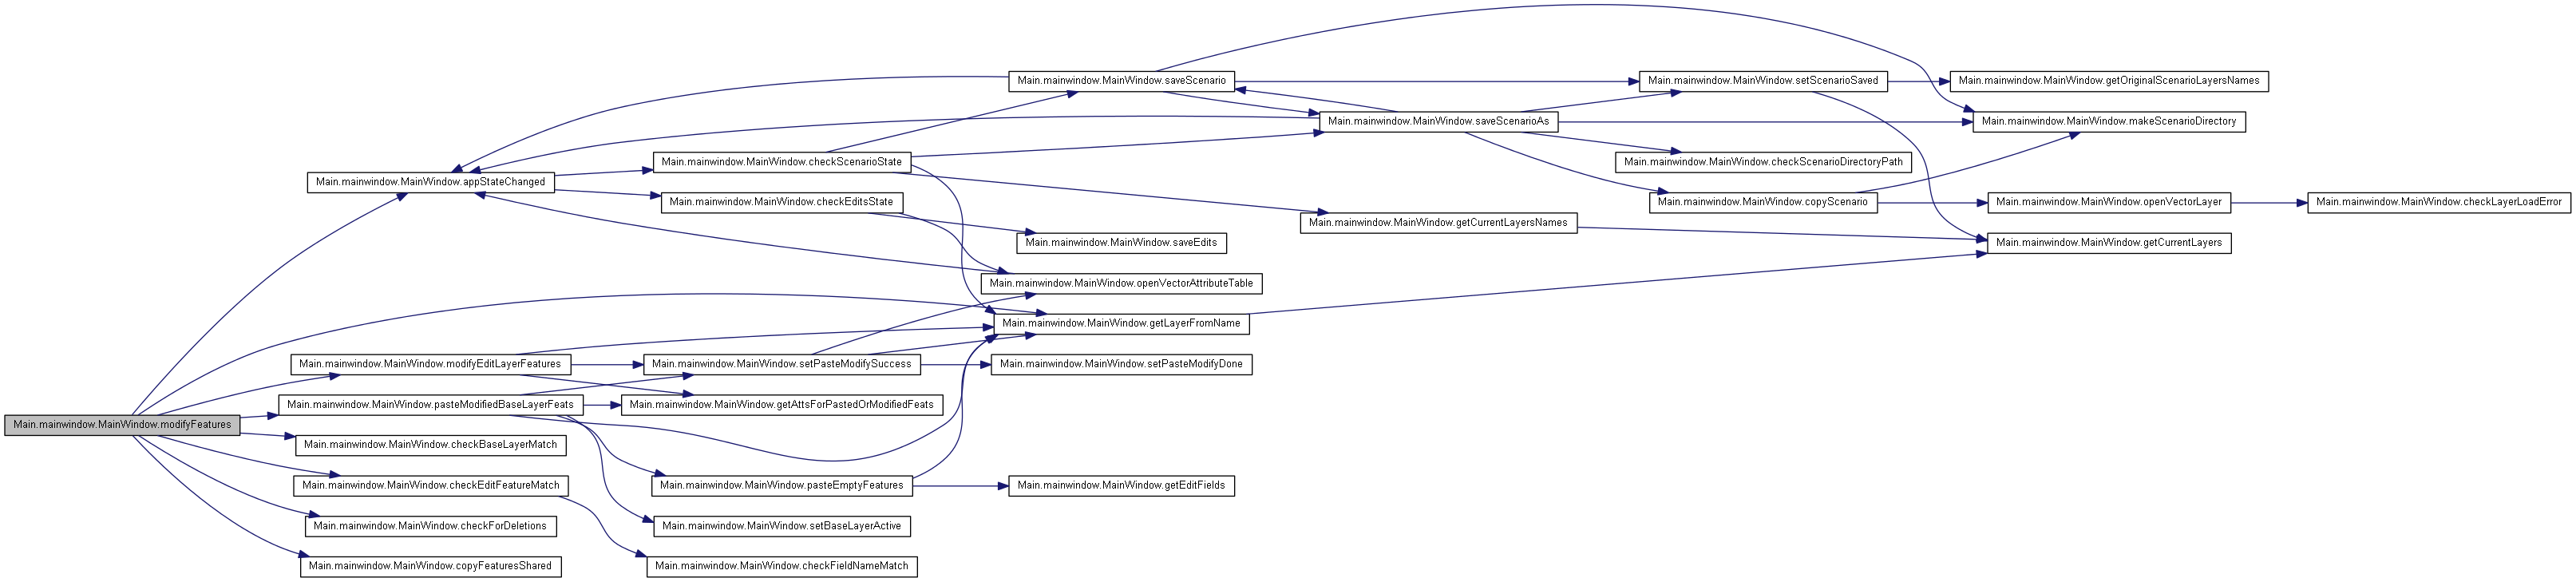 Main.mainwindow.MainWindow.modifyFeatures
Main.mainwindow.MainWindow.appStateChanged
Main.mainwindow.MainWindow.modifyEditLayerFeatures
Main.mainwindow.MainWindow.pasteModifiedBaseLayerFeats
Main.mainwindow.MainWindow.checkBaseLayerMatch
Main.mainwindow.MainWindow.checkEditFeatureMatch
Main.mainwindow.MainWindow.checkForDeletions
Main.mainwindow.MainWindow.copyFeaturesShared
Main.mainwindow.MainWindow.checkScenarioState
Main.mainwindow.MainWindow.checkEditsState
Main.mainwindow.MainWindow.setPasteModifySuccess
Main.mainwindow.MainWindow.getAttsForPastedOrModifiedFeats
Main.mainwindow.MainWindow.pasteEmptyFeatures
Main.mainwindow.MainWindow.setBaseLayerActive
Main.mainwindow.MainWindow.checkFieldNameMatch
Main.mainwindow.MainWindow.saveScenario
Main.mainwindow.MainWindow.saveEdits
Main.mainwindow.MainWindow.openVectorAttributeTable
Main.mainwindow.MainWindow.getLayerFromName
Main.mainwindow.MainWindow.setPasteModifyDone
Main.mainwindow.MainWindow.getEditFields
Main.mainwindow.MainWindow.saveScenarioAs
Main.mainwindow.MainWindow.getCurrentLayersNames
Main.mainwindow.MainWindow.setScenarioSaved
Main.mainwindow.MainWindow.checkScenarioDirectoryPath
Main.mainwindow.MainWindow.copyScenario
Main.mainwindow.MainWindow.getOriginalScenarioLayersNames
Main.mainwindow.MainWindow.makeScenarioDirectory
Main.mainwindow.MainWindow.openVectorLayer
Main.mainwindow.MainWindow.getCurrentLayers
Main.mainwindow.MainWindow.checkLayerLoadError